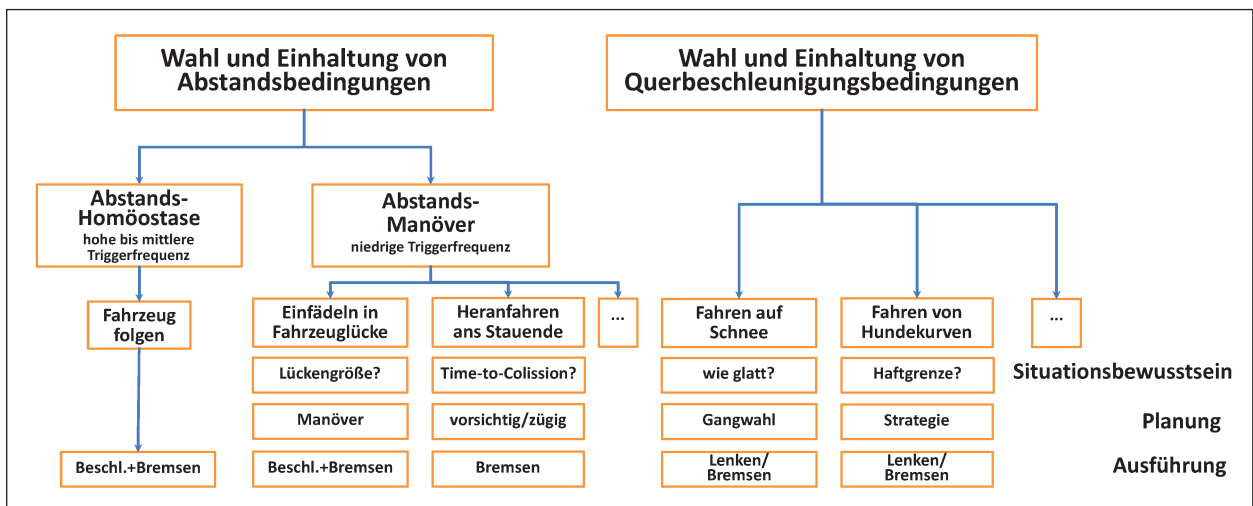 Wahl und Einhaltung von
Abstandsbedingungen
Wahl und Einhaltung von
Querbeschleunigungsbedingungen
Abstands-
Homöostase
hohe bis mittlere
Triggerfrequenz
Abstands-
Manöver
niedrige Triggerfrequenz
Fahrzeug
folgen
Einfädeln in
Fahrzeuglücke
Heranfahren
ans Stauende
...
Fahren auf
Schnee
Fahren von
Hundekurven
...
Lückengröße?
Time-to-Colission?
wie glatt?
Haftgrenze?
Situationsbewusstsein
Manöver
vorsichtig/zügig
Gangwahl
Strategie
Planung
Beschl.+Bremsen
Beschl.+Bremsen
Bremsen
Lenken/
Bremsen
Lenken/
Bremsen
Ausführung